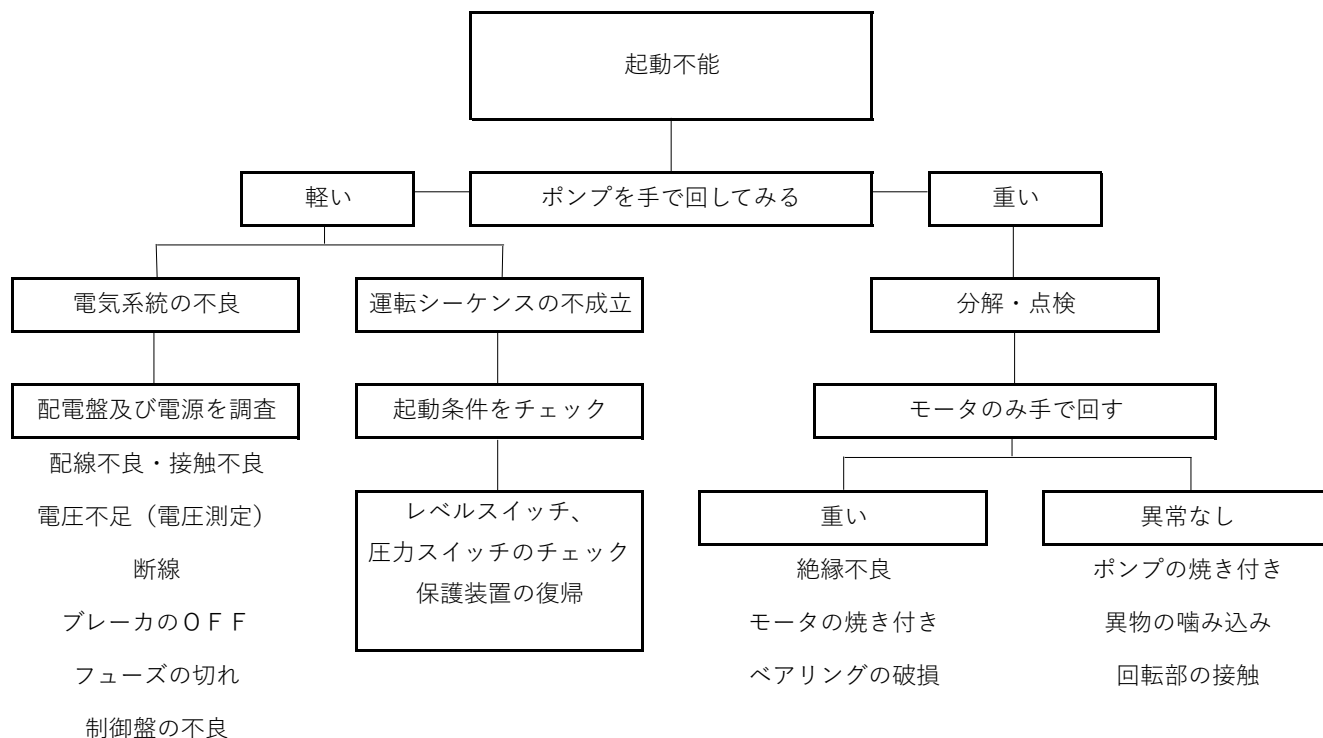 起動不能
軽い
ポンプを手で回してみる
重い
電気系統の不良
運転シーケンスの不成立
分解・点検
配電盤及び電源を調査
起動条件をチェック
モータのみ手で回す
配線不良・接触不良
電圧不足（電圧測定）
断線
ブレーカのＯＦＦ
フューズの切れ
制御盤の不良
レベルスイッチ、
圧力スイッチのチェック
保護装置の復帰
重い
絶縁不良
モータの焼き付き
ベアリングの破損
異常なし
ポンプの焼き付き
異物の噛み込み
回転部の接触